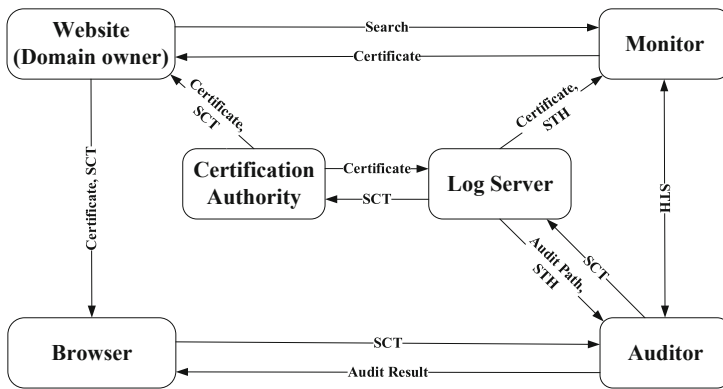 Website
(Domain owner)
Search
Certificate
Monitor
Certificate,
SCT
Certificate,
STH
Certification
Authority
Certificate
SCT
Log Server
Certificate, SCT
STH
Audit Path,
STH
SCT
Browser
SCT
Audit Result
Auditor